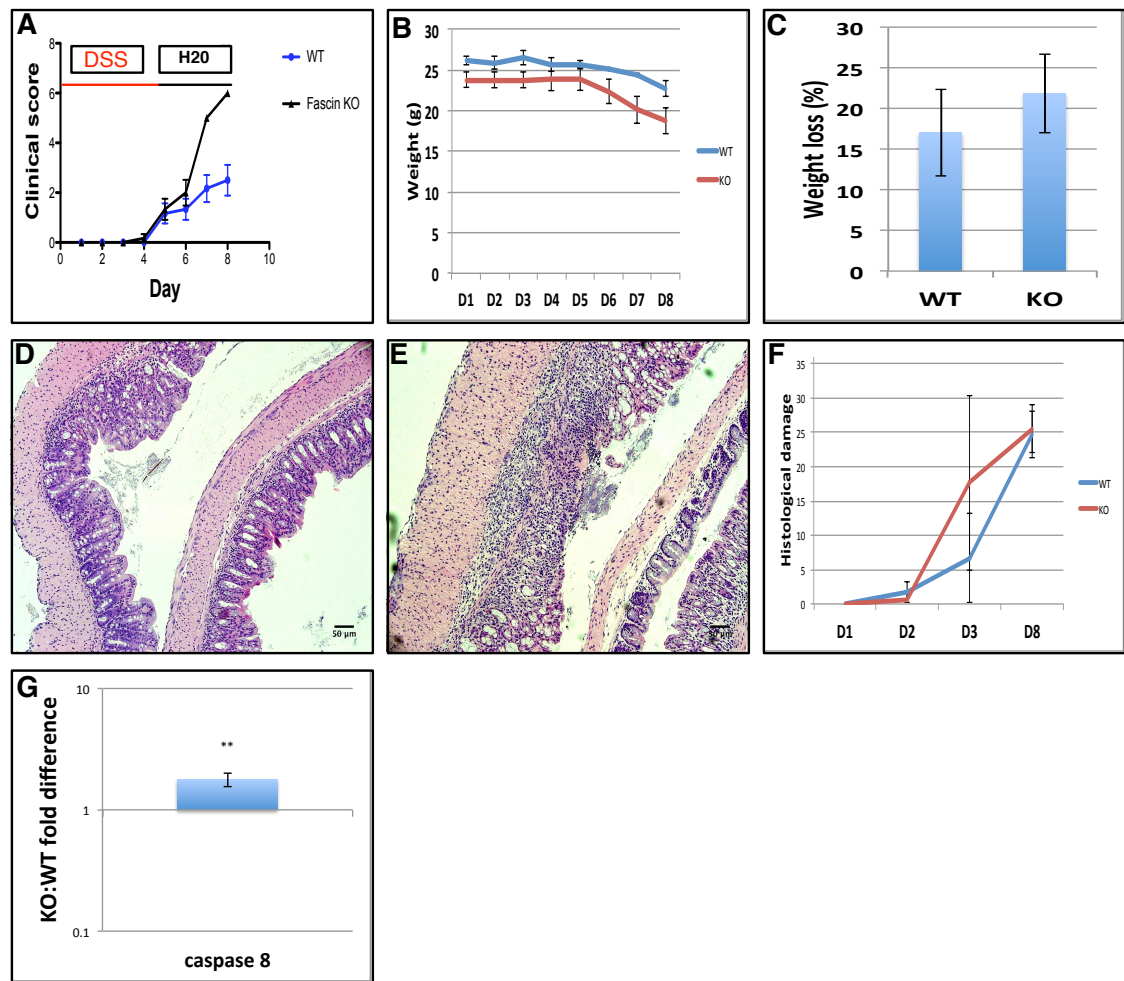 A
DSS
H20
WT
Fascin KO
Clinical score
8
6
4
2
0
0 2 4 6 8 10
Day
B
Weight (g)
30
25
20
15
10
5
0
D1 D2 D3 D4 D5 D6 D7 D8
WT
KO
C
Weight loss (%)
30
25
20
15
10
5
0
WT KO
D
50 µm
E
µm
F
Histological damage
35
30
25
20
15
10
5
0
D1 D2 D3 D8
WT
KO
G
KO:WT fold difference
10
1
0.1
**
caspase 8